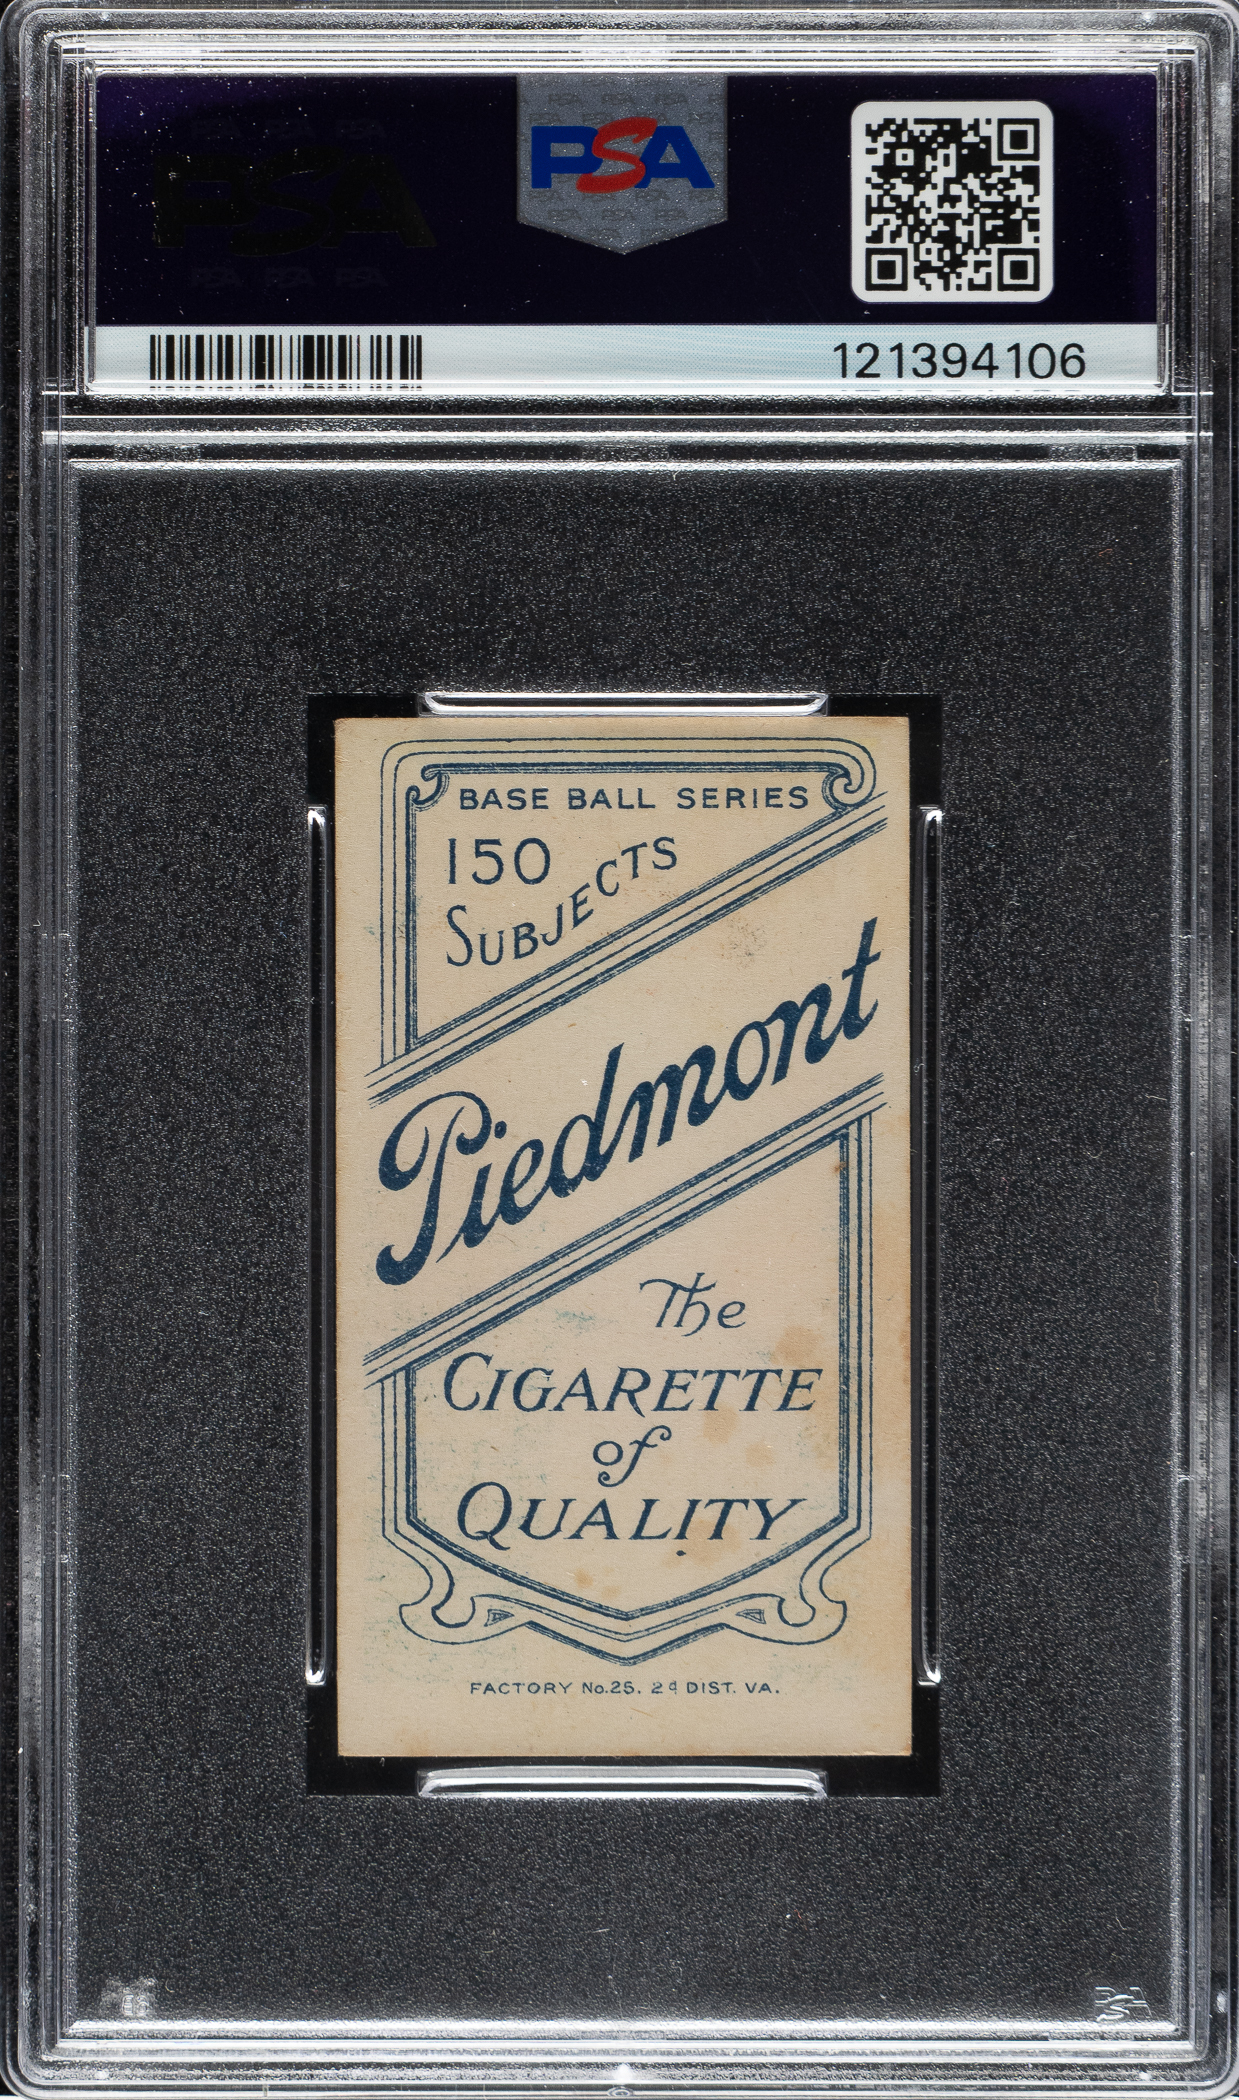 PSA
121394106
BASE BALL SERIES
150
SUBJECTS
Piedmont
The
CIGARETTE
of
QUALITY
FACTORY No.25. 2d DIST. VA.